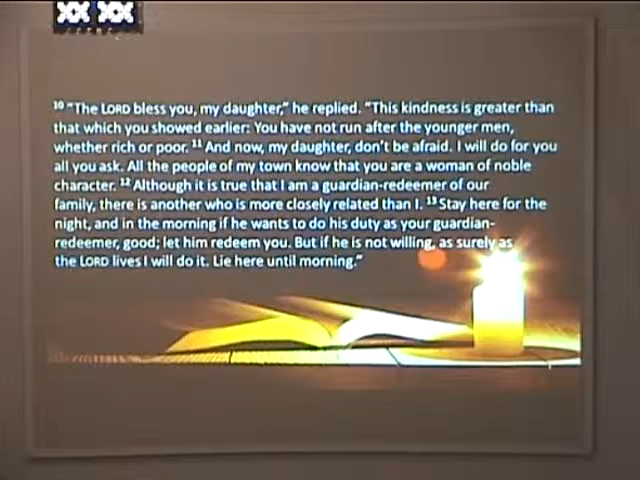 10 "The LORD bless you, my daughter," he replied. "This kindness is greater than
that which you showed earlier: You have not run after the younger men,
whether rich or poor. 11 And now, my daughter, don't be afraid. I will do for you
all you ask. All the people of my town know that you are a woman of noble
character. 12 Although it is true that I am a guardian-redeemer of our
family, there is another who is more closely related than I. 13 Stay here for the
night, and in the morning if he wants to do his duty as your guardian-
redeemer, good; let him redeem you. But if he is not willing, as surely as
the LORD lives I will do it. Lie here until morning."